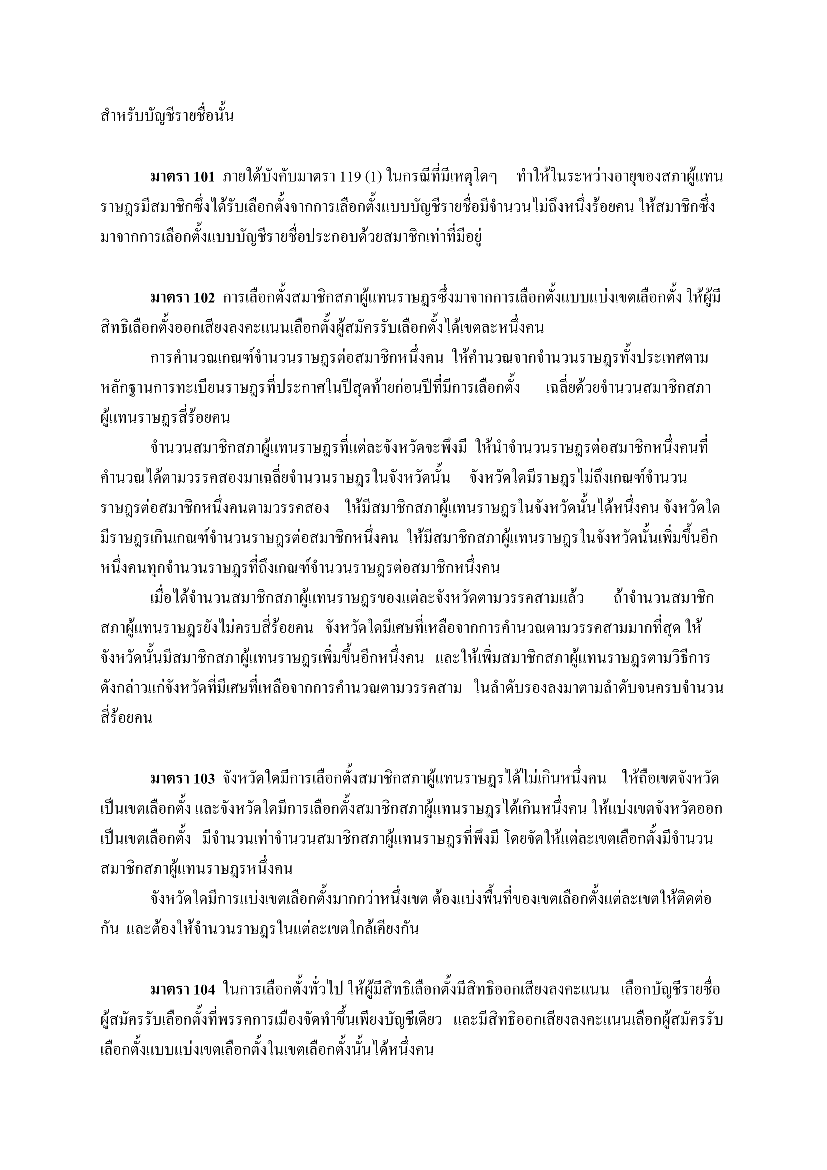 สำหรับบัญชีรายชื่อนั้น
มาตรา 101 ภายใต้บังคับมาตรา 119 (1) ในกรณีที่มีเหตุใดๆ ทำให้ในระหว่างอายุของสภาผู้แทน
ราษฎรมีสมาชิกซึ่งได้รับเลือกตั้งจากการเลือกตั้งแบบบัญชีรายชื่อมีจำนวนไม่ถึงหนึ่งร้อยคน ให้สมาชิกซึ่ง
มาจากการเลือกตั้งแบบบัญชีรายชื่อประกอบด้วยสมาชิกเท่าที่มีอยู่
มาตรา 102 การเลือกตั้งสมาชิกสภาผู้แทนราษฎรซึ่งมาจากการเลือกตั้งแบบแบ่งเขตเลือกตั้ง ให้ผู้มี
สิทธิเลือกตั้งออกเสียงลงคะแนนเลือกตั้งผู้สมัครรับเลือกตั้งได้เขตละหนึ่งคน
การคำนวณเกณฑ์จำนวนราษฎรต่อสมาชิกหนึ่งคน ให้คำนวณจากจำนวนราษฎรทั้งประเทศตาม
หลักฐานการทะเบียนราษฎรที่ประกาศในปีสุดท้ายก่อนปีที่มีการเลือกตั้ง เฉลี่ยด้วยจำนวนสมาชิกสภา
ผู้แทนราษฎรสี่ร้อยคน
จำนวนสมาชิกสภาผู้แทนราษฎรที่แต่ละจังหวัดจะพึงมี ให้นำจำนวนราษฎรต่อสมาชิกหนึ่งคนที่
คำนวณได้ตามวรรคสองมาเฉลี่ยจำนวนราษฎรในจังหวัดนั้น จังหวัดใดมีราษฎรไม่ถึงเกณฑ์จำนวน
ราษฎรต่อสมาชิกหนึ่งคนตามวรรคสอง ให้มีสมาชิกสภาผู้แทนราษฎรในจังหวัดนั้นได้หนึ่งคน จังหวัดใด
มีราษฎรเกินเกณฑ์จำนวนราษฎรต่อสมาชิกหนึ่งคน ให้มีสมาชิกสภาผู้แทนราษฎรในจังหวัดนั้นเพิ่มขึ้นอีก
หนึ่งคนทุกจำนวนราษฎรที่ถึงเกณฑ์จำนวนราษฎรต่อสมาชิกหนึ่งคน
เมื่อได้จำนวนสมาชิกสภาผู้แทนราษฎรของแต่ละจังหวัดตามวรรคสามแล้ว ถ้าจำนวนสมาชิก
สภาผู้แทนราษฎรยังไม่ครบสี่ร้อยคน จังหวัดใดมีเศษที่เหลือจากการคำนวณตามวรรคสามมากที่สุด ให้
จังหวัดนั้นมีสมาชิกสภาผู้แทนราษฎรเพิ่มขึ้นอีกหนึ่งคน และให้เพิ่มสมาชิกสภาผู้แทนราษฎรตามวิธีการ
ดังกล่าวแก่จังหวัดที่มีเศษที่เหลือจากการคำนวณตามวรรคสาม ในลำดับรองลงมาตามลำดับจนครบจำนวน
สี่ร้อยคน
มาตรา 103 จังหวัดใดมีการเลือกตั้งสมาชิกสภาผู้แทนราษฎรได้ไม่เกินหนึ่งคน ให้ถือเขตจังหวัด
เป็นเขตเลือกตั้ง และจังหวัดใดมีการเลือกตั้งสมาชิกสภาผู้แทนราษฎรได้เกินหนึ่งคน ให้แบ่งเขตจังหวัดออก
เป็นเขตเลือกตั้ง มีจำนวนเท่าจำนวนสมาชิกสภาผู้แทนราษฎรที่พึงมี โดยจัดให้แต่ละเขตเลือกตั้งมีจำนวน
สมาชิกสภาผู้แทนราษฎรหนึ่งคน
จังหวัดใดมีการแบ่งเขตเลือกตั้งมากกว่าหนึ่งเขต ต้องแบ่งพื้นที่ของเขตเลือกตั้งแต่ละเขตให้ติดต่อ
กัน และต้องให้จำนวนราษฎรในแต่ละเขตใกล้เคียงกัน
มาตรา 104 ในการเลือกตั้งทั่วไป ให้ผู้มีสิทธิเลือกตั้งมีสิทธิออกเสียงลงคะแนน เลือกบัญชีรายชื่อ
ผู้สมัครรับเลือกตั้งที่พรรคการเมืองจัดทำขึ้นเพียงบัญชีเดียว และมีสิทธิออกเสียงลงคะแนนเลือกผู้สมัครรับ
เลือกตั้งแบบแบ่งเขตเลือกตั้งในเขตเลือกตั้งนั้นได้หนึ่งคน